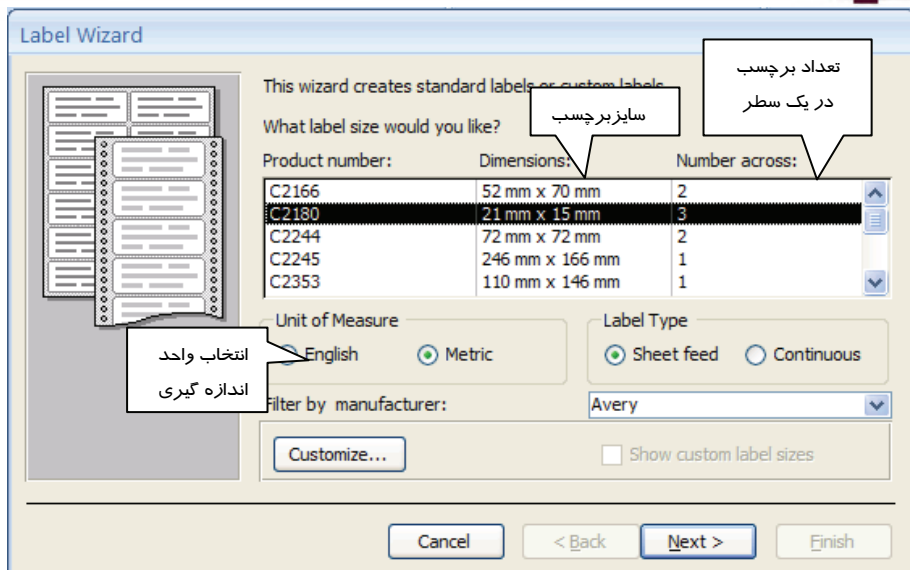 Label Wizard
تعداد برچسب
در یک سطر
This wizard creates standard labels or custom labels
سایزبرچسب
What label size would you like?
Product number: Dimensions: Number across:
C2166 52 mm x 70 mm 2
C2180 21 mm x 15 mm 3
C2244 72 mm x 72 mm 2
C2245 246 mm x 166 mm 1
C2353 110 mm x 146 mm 1
Unit of Measure Label Type
انتخاب واحد
اندازه گیری
English Metric Sheet feed Continuous
Filter by manufacturer: Avery
Customize... Show custom label sizes
Cancel < Back Next > Finish